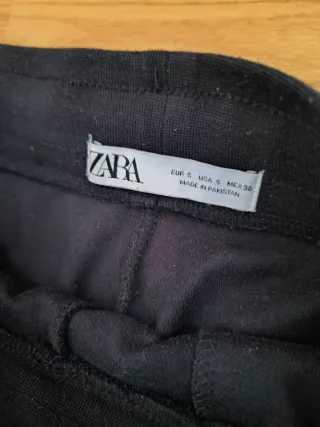 ZARA
EUR S USA S MEX 26
MADE IN PAKISTAN